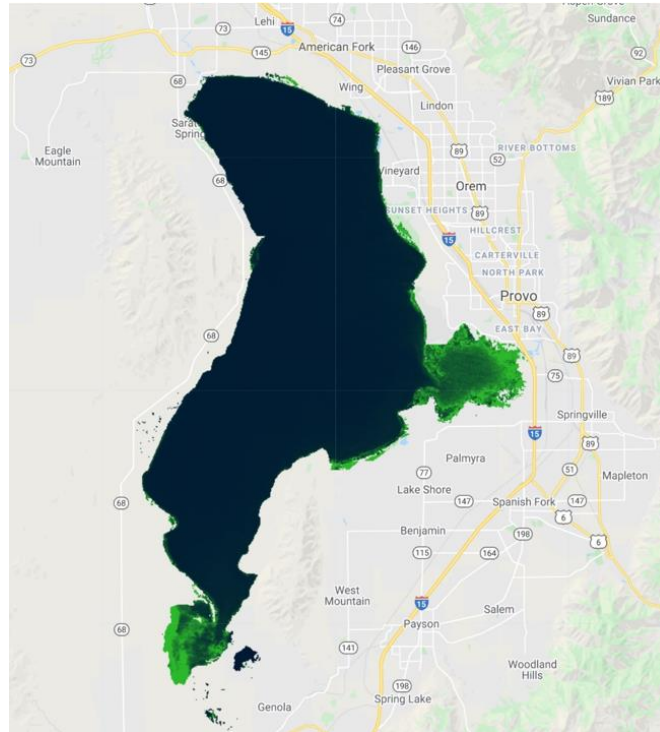 Aspen Grove
Sundance
74
Lehi
73
15
American Fork
146
145
92
73
Pleasant Grove
68
Vivian Park
Wing
189
Lindon
Saratoga
Springs
RIVER BOTTOMS
89
52
Eagle
Mountain
Vineyard
68
Orem
SUNSET HEIGHTS
89
HILLCREST
15
CARTERVILLE
NORTH PARK
Provo
89
68
EAST BAY
89
75
Springville
15
89
Palmyra
77
51
Mapleton
Lake Shore
147
68
Spanish Fork
147
6
Benjamin
198
6
115
164
West
Mountain
15
Salem
68
Payson
141
Woodland
Hills
198
Spring Lake
Genola